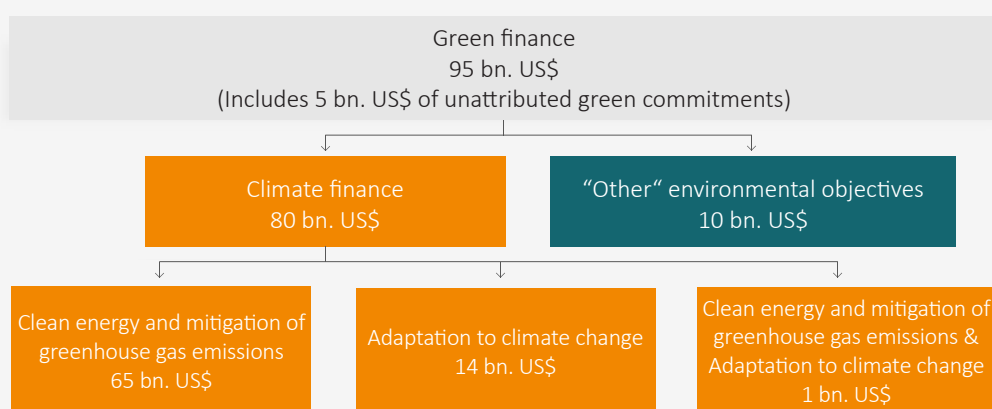 Green finance
95 bn. US$
(Includes 5 bn. US$ of unattributed green commitments)
Climate finance
80 bn. US$
“Other“ environmental objectives
10 bn. US$
Clean energy and mitigation of
greenhouse gas emissions
65 bn. US$
Adaptation to climate change
14 bn. US$
Clean energy and mitigation of
greenhouse gas emissions &
Adaptation to climate change
1 bn. US$